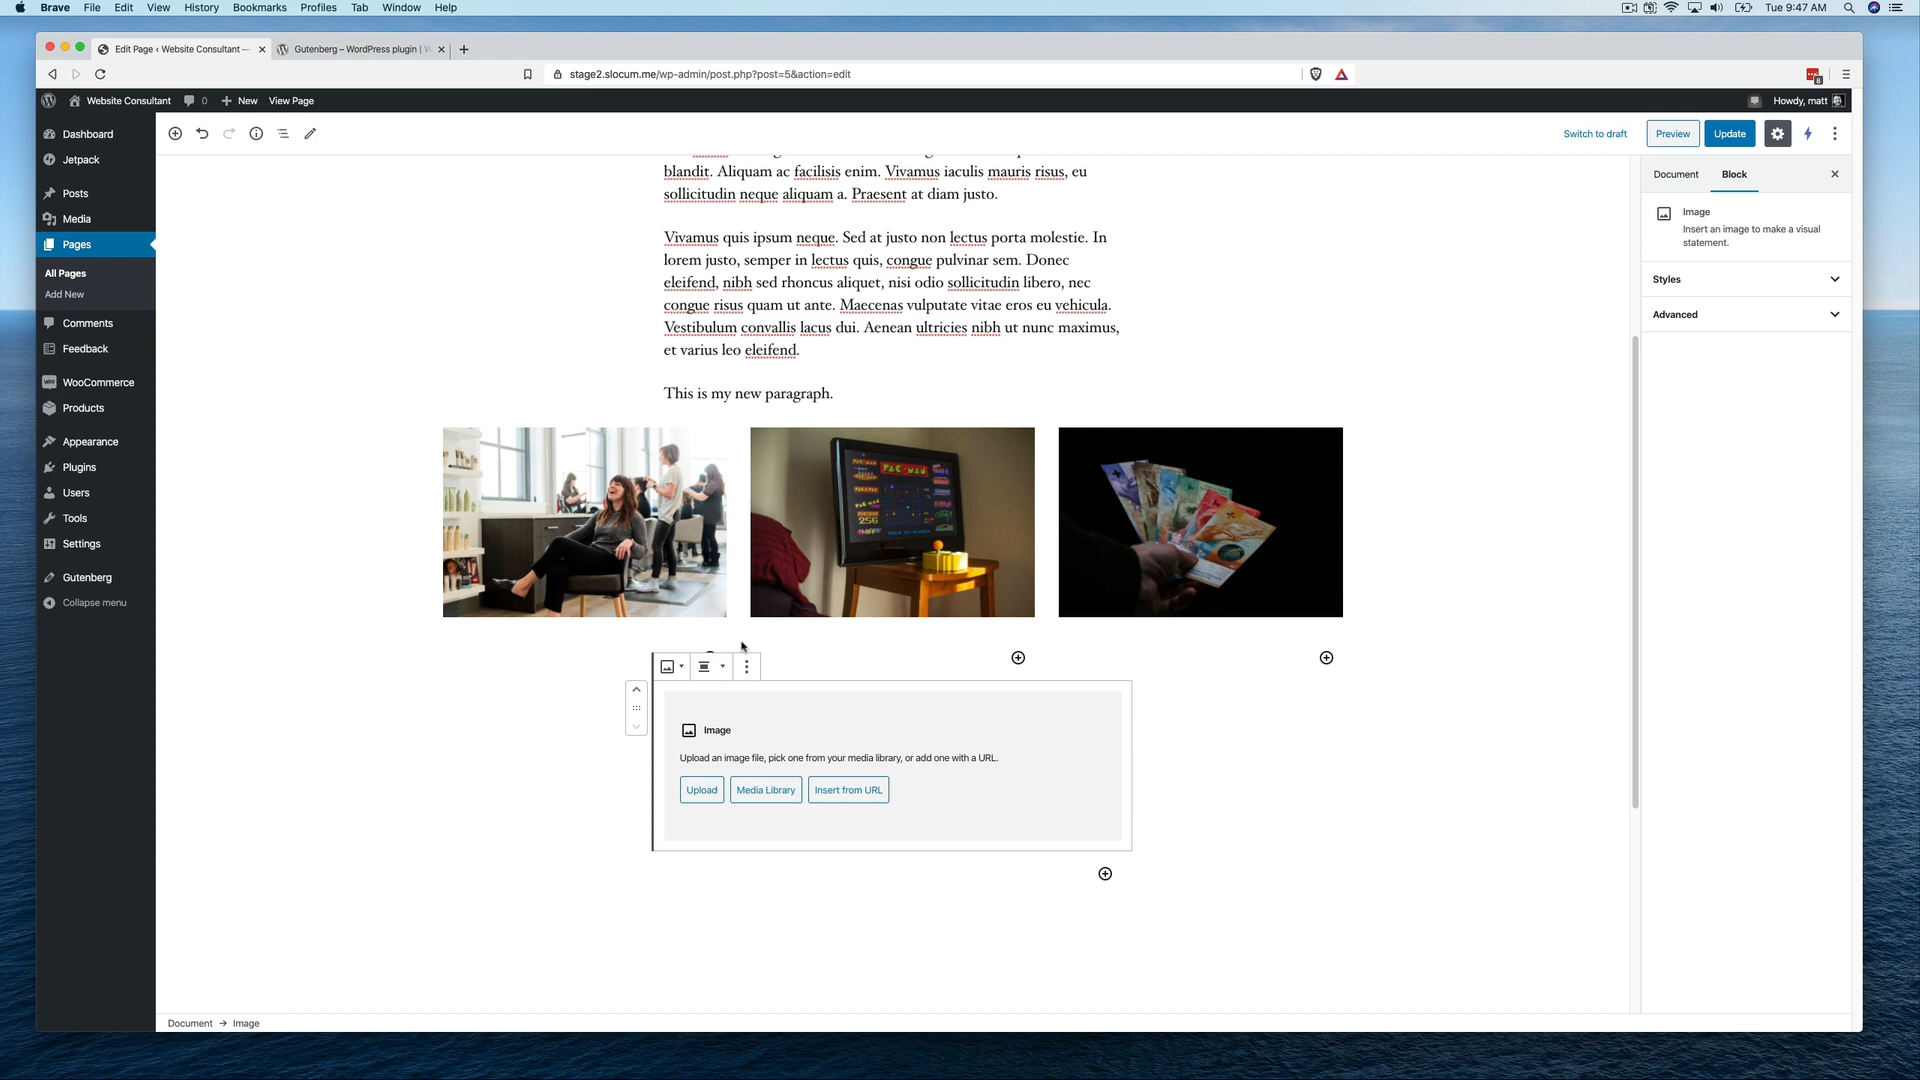 Brave File Edit View History Bookmarks Profiles Tab Window Help
Tue 9:47 AM
Edit Page ‹ Website Consultant —
Gutenberg – WordPress plugin |
stage2.slocum.me/wp-admin/post.php?post=5&action=edit
Website Consultant 0 New View Page
Howdy, matt
Switch to draft Preview Update
Dashboard
Jetpack
Posts
Media
Pages
All Pages
Add New
Comments
Feedback
WooCommerce
Products
Appearance
Plugins
Users
Tools
Settings
Gutenberg
Collapse menu
blandit. Aliquam ac facilisis enim. Vivamus iaculis mauris risus, eu
sollicitudin neque aliquam a. Praesent at diam justo.
Vivamus quis ipsum neque. Sed at justo non lectus porta molestie. In
lorem justo, semper in lectus quis, congue pulvinar sem. Donec
eleifend, nibh sed rhoncus aliquet, nisi odio sollicitudin libero, nec
congue risus quam ut ante. Maecenas vulputate vitae eros eu vehicula.
Vestibulum convallis lacus dui. Aenean ultricies nibh ut nunc maximus,
et varius leo eleifend.
This is my new paragraph.
PAC-MAN
256
Image
Upload an image file, pick one from your media library, or add one with a URL.
Upload Media Library Insert from URL
Document Block
Image
Insert an image to make a visual
statement.
Styles
Advanced
Document → Image